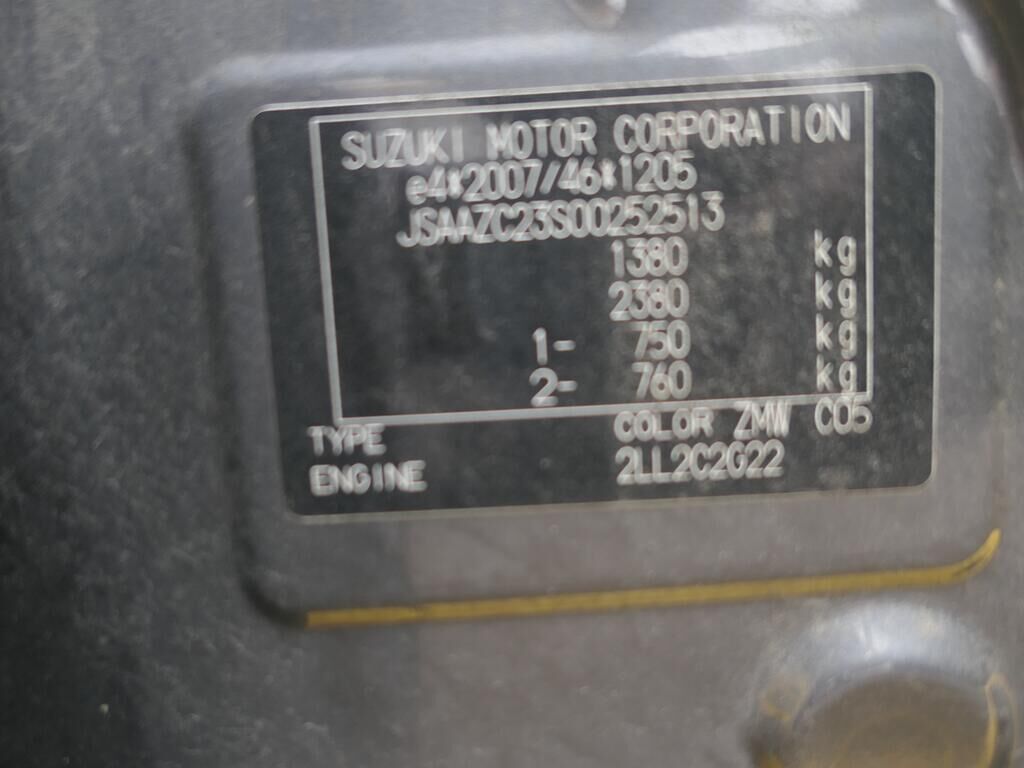 SUZUKI MOTOR CORPORATION
e4*2007/46*1205
JSAAZC23S00252513
1380 kg
2380 kg
1- 750 kg
2- 760 kg
TYPE COLOR ZMW C05
ENGINE 2LL2C2G22